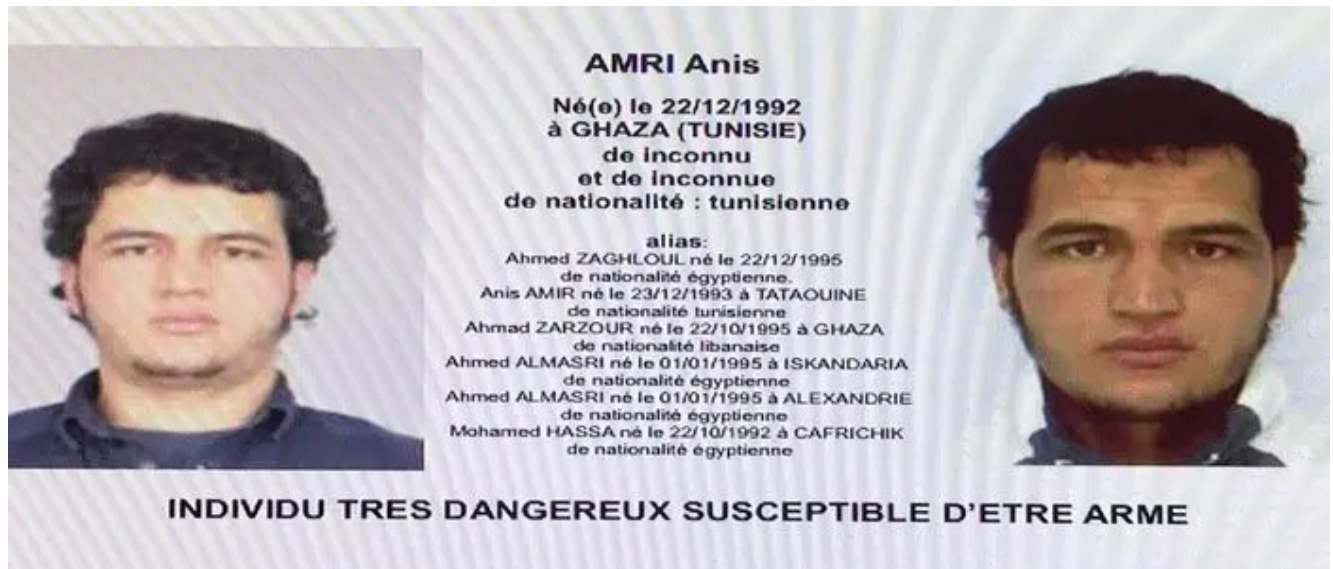 AMRI Anis
Né(e) le 22/12/1992
à GHAZA (TUNISIE)
de inconnu
et de inconnue
de nationalité : tunisienne
alias:
Ahmed ZAGHLOUL né le 22/12/1995
de nationalité égyptienne.
Anis AMIR né le 23/12/1993 à TATAOUINE
de nationalité tunisienne
Ahmad ZARZOUR né le 22/10/1995 à GHAZA
de nationalité libanaise
Ahmed ALMASRI né le 01/01/1995 à ISKANDARIA
de nationalité égyptienne
Ahmed ALMASRI né le 01/01/1995 à ALEXANDRIE
de nationalité égyptienne
Mohamed HASSA né le 22/10/1992 à CAFRICHIK
de nationalité égyptienne
INDIVIDU TRES DANGEREUX SUSCEPTIBLE D'ETRE ARME